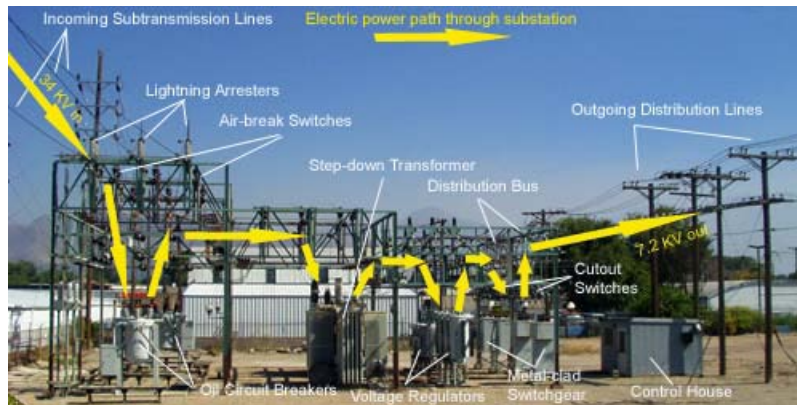 Incoming Subtransmission Lines
Electric power path through substation
34 KV in
Lightning Arresters
Air-break Switches
Outgoing Distribution Lines
Step-down Transformer
Distribution Bus
7.2 KV out
Cutout
Switches
Oil Circuit Breakers
Voltage Regulators
Metal-clad
Switchgear
Control House